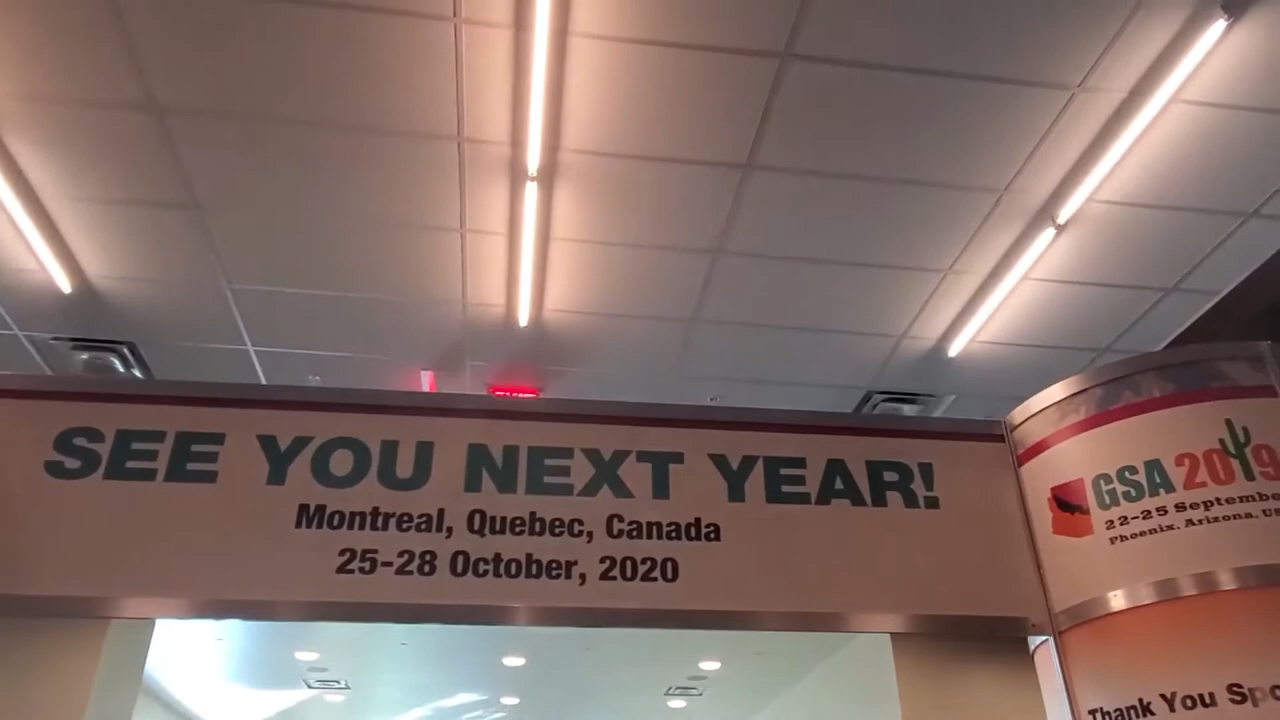 SEE YOU NEXT YEAR!
Montreal, Quebec, Canada
25-28 October, 2020
GSA 2019
22-25 September
Phoenix, Arizona,
Thank You